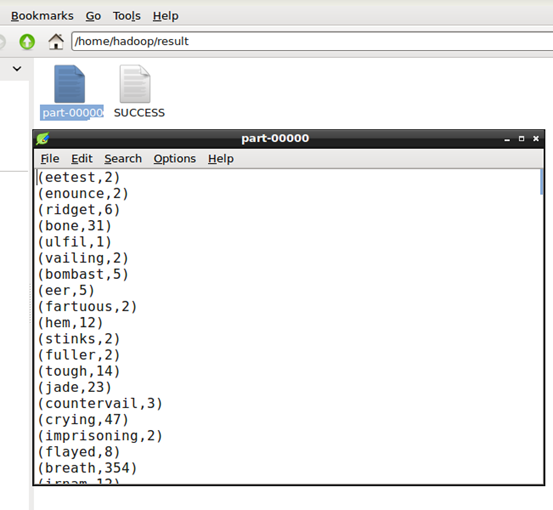 Bookmarks Go Tools Help
/home/hadoop/result
part-00000 SUCCESS
part-00000
File Edit Search Options Help
(eetest,2)
(enounce,2)
(ridget,6)
(bone,31)
(ulfil,1)
(vailing,2)
(bombast,5)
(eer,5)
(fartuous,2)
(hem,12)
(stinks,2)
(fuller,2)
(tough,14)
(jade,23)
(countervail,3)
(crying,47)
(imprisoning,2)
(flayed,8)
(breath,354)